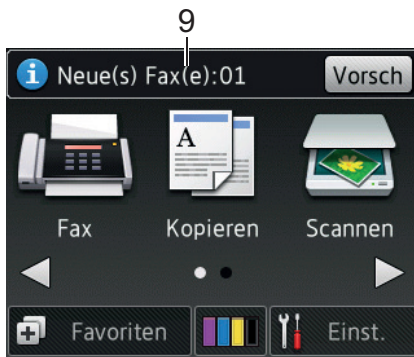 9
Neue(s) Fax(e):01 Vorsch
A
Fax Kopieren Scannen
Favoriten Einst.